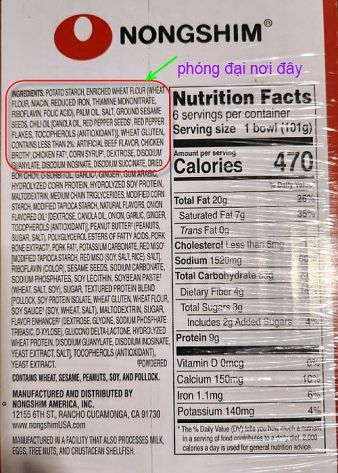 NONGSHIM®
phóng đại nơi đây
INGREDIENTS: POTATO STARCH, ENRICHED WHEAT FLOUR (WHEAT
FLOUR, NIACIN, REDUCED IRON, THIAMINE MONONITRATE,
RIBOFLAVIN, FOLIC ACID), PALM OIL, SALT, GROUND SESAME
SEEDS, CHILI OIL [CANOLA OIL, RED PEPPER SEEDS], RED PEPPER
FLAKES, TOCOPHEROLS (ANTIOXIDANT)], WHEAT GLUTEN,
CONTAINS LESS THAN 2%: ARTIFICIAL BEEF FLAVOR, CHICKEN
BROTH*, CHICKEN FAT*, CORN SYRUP*, DEXTROSE, DISODIUM
GUANYLATE, DISODIUM INOSINATE, DISODIUM SUCCINATE, DRIED
BOK CHOY, D-SORBITOL, GARLIC*, GINGER*, GUM ARABIC,
HYDROLYZED CORN PROTEIN, HYDROLYZED SOY PROTEIN,
MALTODEXTRIN, MEDIUM CHAIN TRIGLYCERIDES, MODIFIED CORN
STARCH, MODIFIED TAPIOCA STARCH, NATURAL FLAVORS, ONION
FLAVORED OIL* [DEXTROSE, CANOLA OIL, ONION, GARLIC, GINGER,
TOCOPHEROLS (ANTIOXIDANT)], PEANUT BUTTER* (PEANUTS,
SUGAR, SALT), POLYGLYCEROL ESTERS OF FATTY ACIDS, PORK
BONE EXTRACT*, PORK FAT*, POTASSIUM CARBONATE, RED MISO*
[MODIFIED TAPIOCA STARCH, RED MISO (SOY, SALT, RICE), SALT],
RIBOFLAVIN (COLOR), SESAME SEEDS, SODIUM CARBONATE,
SODIUM PHOSPHATES, SOY LECITHIN, SOYBEAN PASTE*
(WHEAT, SALT, SOY), SUGAR, TEXTURED PROTEIN BLEND
(POLLOCK, SOY PROTEIN ISOLATE, WHEAT GLUTEN, WHEAT FLOUR,
SOY SAUCE* (SOY, WHEAT, SALT), MALTODEXTRIN, SUGAR,
FLAVOR ENHANCER* [DEXTROSE, GLYCINE, SODIUM PHOSPHATE
TRIBASIC, D-XYLOSE*, GLUCONO DELTA-LACTONE, HYDROLYZED
WHEAT PROTEIN, DISODIUM GUANYLATE, DISODIUM INOSINATE,
YEAST EXTRACT, SALT], TOCOPHEROLS (ANTIOXIDANT),
YEAST EXTRACT.
*POWDERED
CONTAINS WHEAT, SESAME, PEANUTS, SOY, AND POLLOCK.
MANUFACTURED AND DISTRIBUTED BY
NONGSHIM AMERICA, INC.
12155 6TH ST., RANCHO CUCAMONGA, CA 91730
www.nongshimUSA.com
MANUFACTURED IN A FACILITY THAT ALSO PROCESSES MILK,
EGGS, TREE NUTS, AND CRUSTACEAN SHELLFISH.
Nutrition Facts
6 servings per container
Serving size 1 bowl (101g)
Amount per serving
Calories 470
% Daily Value*
Total Fat 20g 26%
Saturated Fat 7g 35%
Trans Fat 0g
Cholesterol Less than 5mg
Sodium 1520mg
Total Carbohydrate
Dietary Fiber 4g
Total Sugars 3g
Includes 2g Added Sugars 4%
Protein 9g
Vitamin D 0mcg 0%
Calcium 150mg 10%
Iron 1.1mg 6%
Potassium 140mg 4%
* The % Daily Value (DV) tells you how much a nutrient
in a serving of food contributes to a daily diet. 2,000
calories a day is used for general nutrition advice.